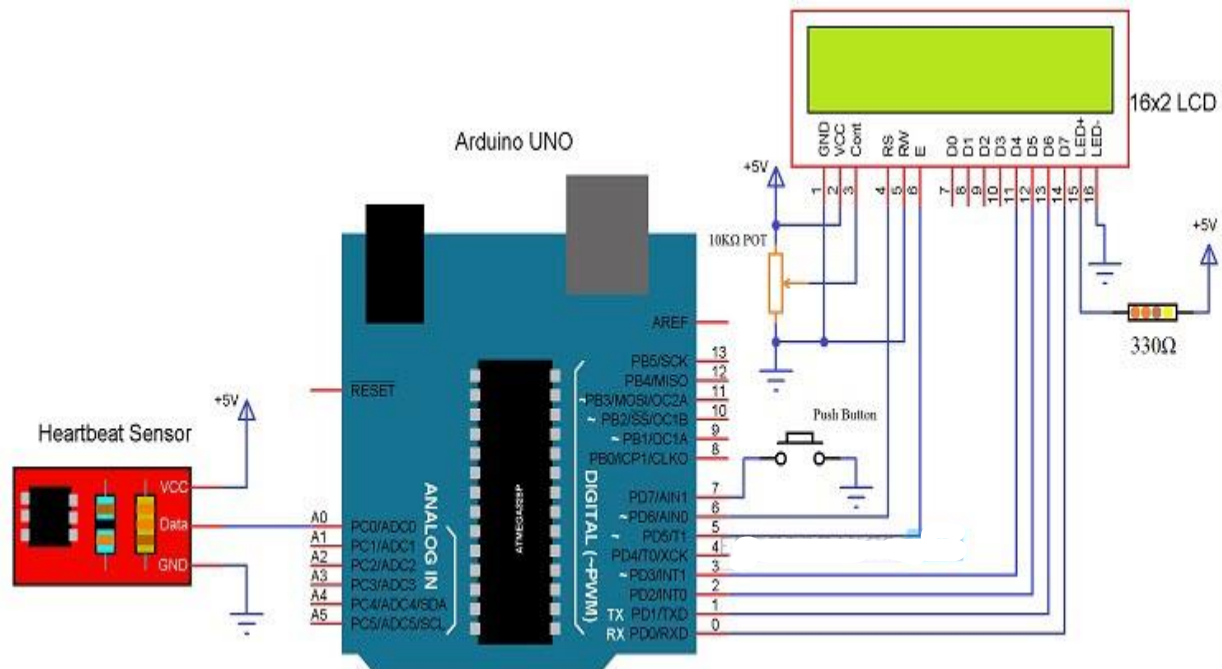 16x2 LCD
GND
VCC
Cont
RS
RW
E
D0
D1
D2
D3
D4
D5
D6
D7
LED+
LED-
1
2
3
4
5
6
7
8
9
10
11
12
13
14
15
16
+5V
10KΩ POT
+5V
330Ω
Arduino UNO
AREF
RESET
PB5/SCK 13
PB4/MISO 12
~PB3/MOSI/OC2A 11
~ PB2/SS/OC1B 10
~ PB1/OC1A 9
PB0/ICP1/CLKO 8
PD7/AIN1 7
~PD6/AIN0 6
~ PD5/T1 5
PD4/T0/XCK 4
~PD3/INT1 3
PD2/INT0 2
TX PD1/TXD 1
RX PD0/RXD 0
DIGITAL (~PWM)
ATMEGA328P
ANALOG IN
A0 PC0/ADC0
A1 PC1/ADC1
A2 PC2/ADC2
A3 PC3/ADC3
A4 PC4/ADC4/SDA
A5 PC5/ADC5/SCL
Push Button
+5V
Heartbeat Sensor
VCC
Data
GND